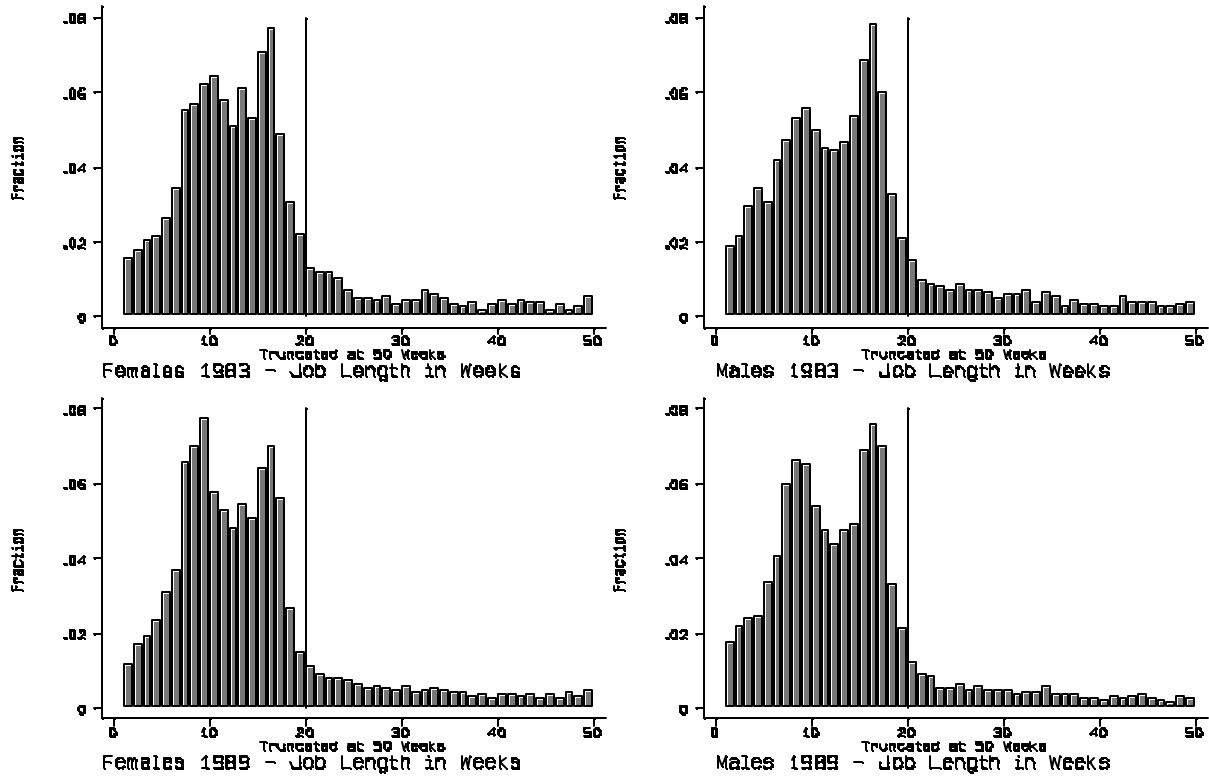 .08
.06
.04
.02
0
Fraction
0 10 20 30 40 50
Truncated at 50 Weeks
Females 1983 - Job Length in Weeks
.08
.06
.04
.02
0
Fraction
0 10 20 30 40 50
Truncated at 50 Weeks
Males 1983 - Job Length in Weeks
.08
.06
.04
.02
0
Fraction
0 10 20 30 40 50
Truncated at 50 Weeks
Females 1989 - Job Length in Weeks
.08
.06
.04
.02
0
Fraction
0 10 20 30 40 50
Truncated at 50 Weeks
Males 1989 - Job Length in Weeks